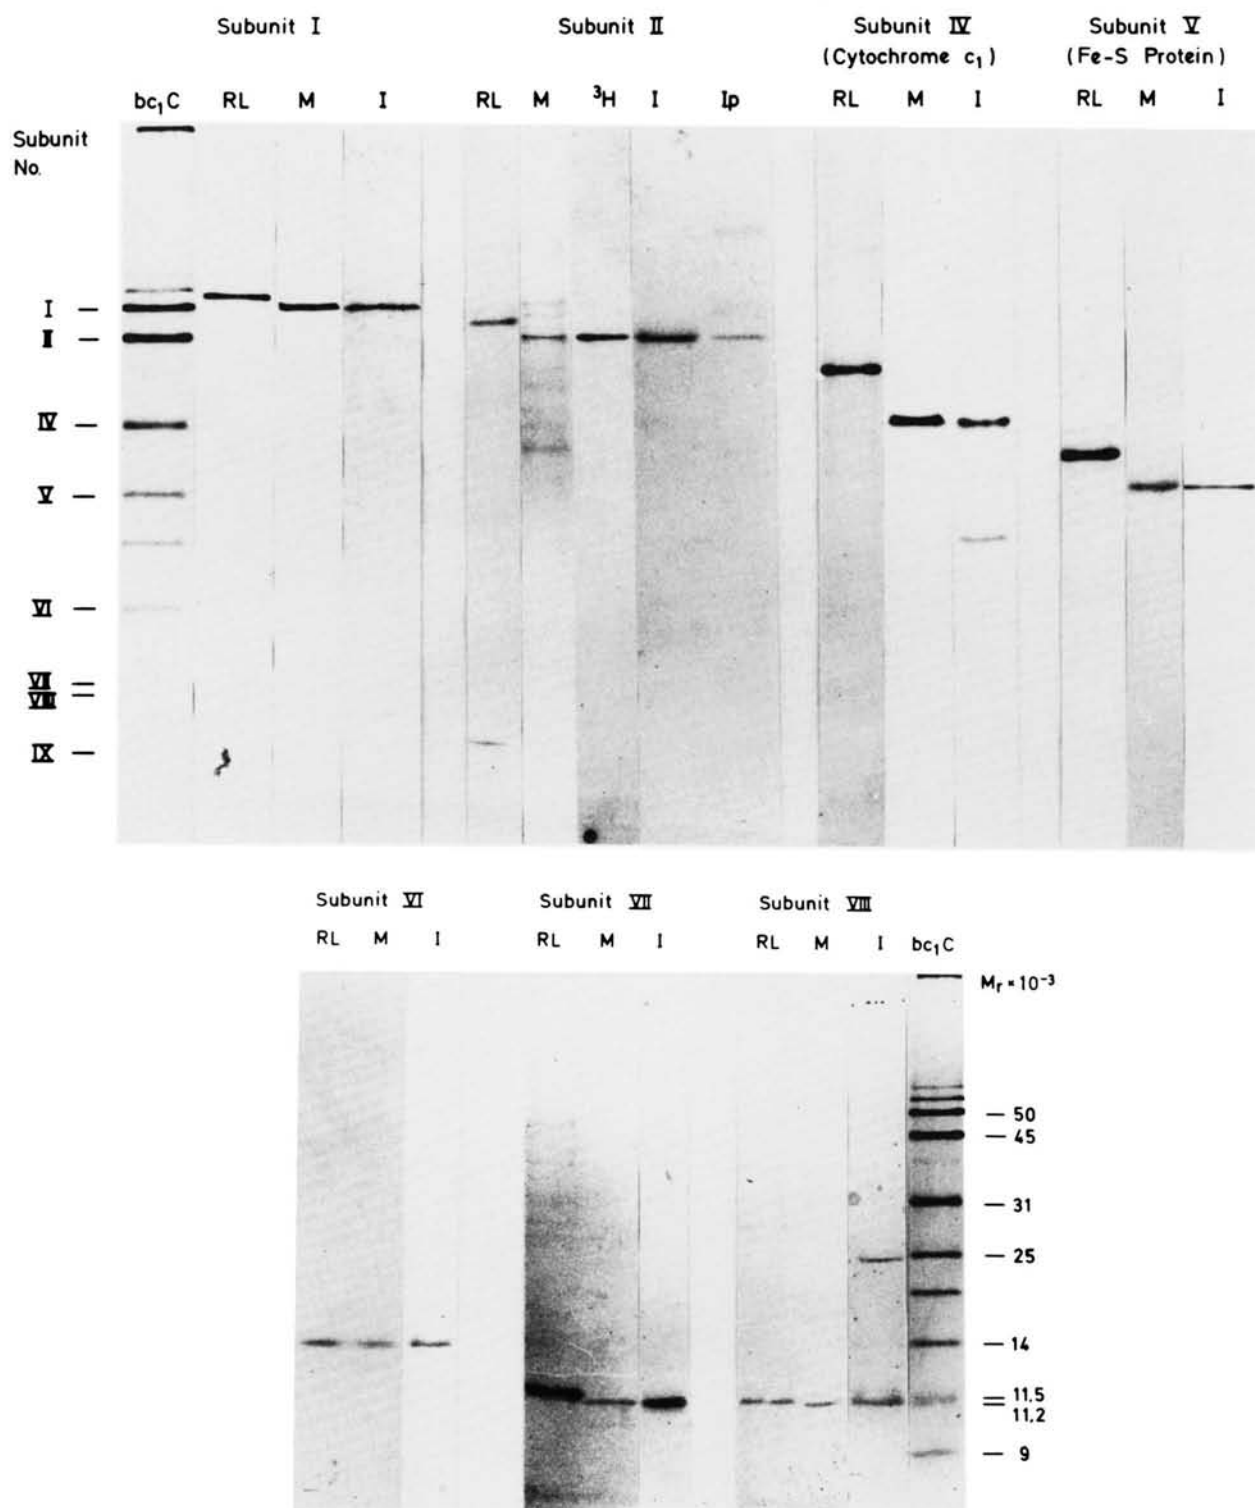 Subunit I
Subunit II
Subunit IV
(Cytochrome c₁)
Subunit V
(Fe-S Protein)
bc₁C RL M I
RL M ³H I Ip
RL M I
RL M I
Subunit
No.
I —
II —
IV —
V —
VI —
VII —
VIII —
IX —
Subunit VI
Subunit VII
Subunit VIII
RL M I
RL M I
RL M I
bc₁C
Mr × 10⁻³
— 50
— 45
— 31
— 25
— 14
— 11.5
— 11.2
— 9